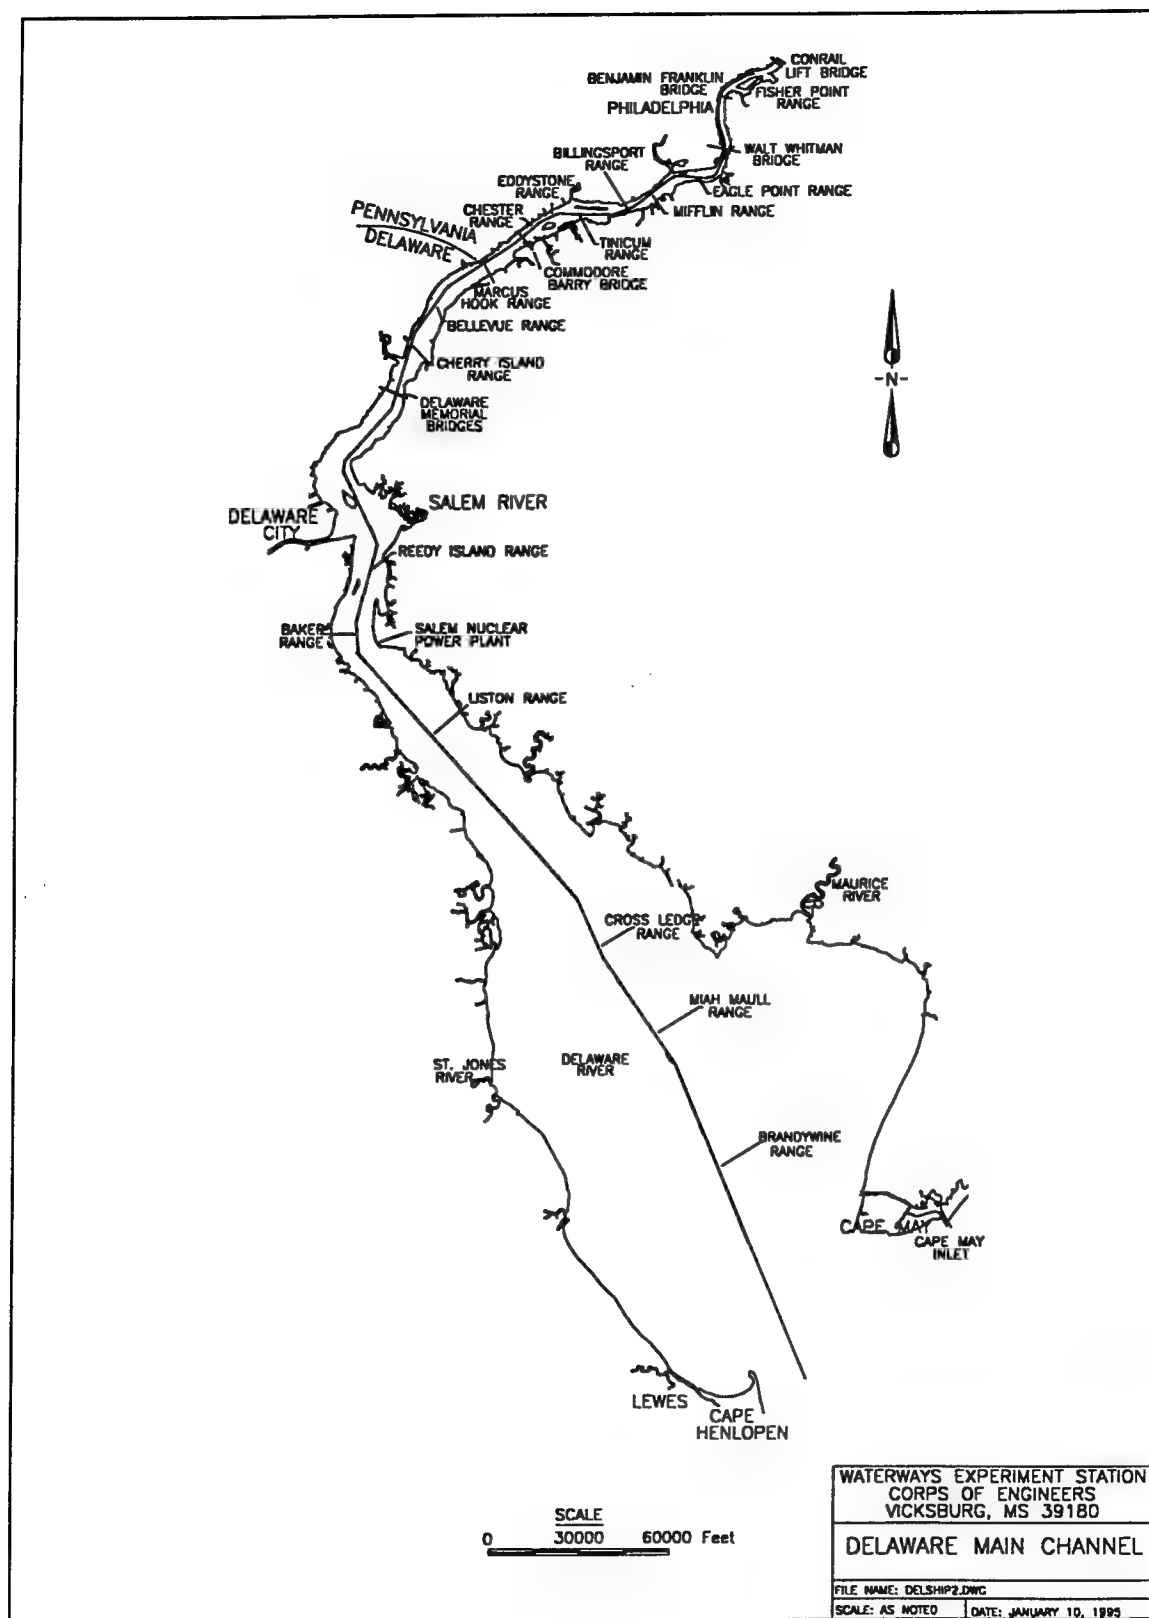 CONRAIL
LIFT BRIDGE
BENJAMIN FRANKLIN
BRIDGE
FISHER POINT
RANGE
PHILADELPHIA
WALT WHITMAN
BRIDGE
BILLINGSPORT
RANGE
EDDYSTONE
RANGE
EAGLE POINT RANGE
MIFFLIN RANGE
CHESTER
RANGE
PENNSYLVANIA
DELAWARE
TINICUM
RANGE
COMMODORE
BARRY BRIDGE
MARCUS
HOOK RANGE
BELLEVUE RANGE
CHERRY ISLAND
RANGE
-N-
DELAWARE
MEMORIAL
BRIDGES
SALEM RIVER
DELAWARE
CITY
REEDY ISLAND RANGE
BAKER
RANGE
SALEM NUCLEAR
POWER PLANT
LISTON RANGE
MAURICE
RIVER
CROSS LEDGE
RANGE
MIAH MAULL
RANGE
ST. JONES
RIVER
DELAWARE
RIVER
BRANDYWINE
RANGE
CAPE MAY
CAPE MAY
INLET
LEWES
CAPE
HENLOPEN
SCALE
0 30000 60000 Feet
WATERWAYS EXPERIMENT STATION
CORPS OF ENGINEERS
VICKSBURG, MS 39180
DELAWARE MAIN CHANNEL
FILE NAME: DELSHIP2.DWG
SCALE: AS NOTED
DATE: JANUARY 10, 1995